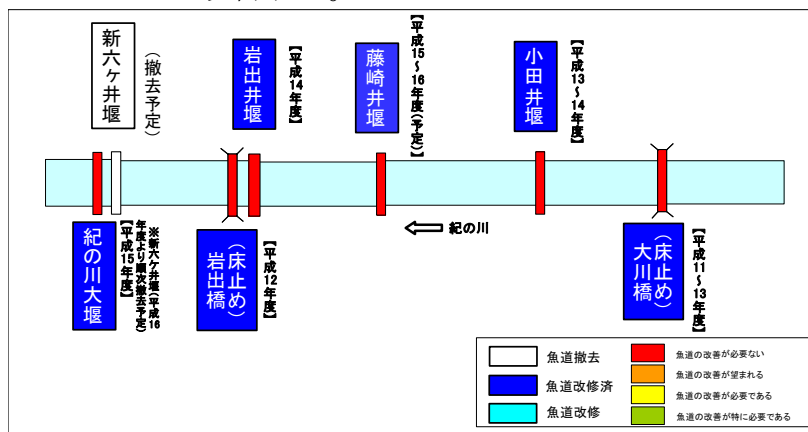 新六ヶ井堰
（撤去予定）
岩出井堰
【平成14年度】
藤崎井堰
【平成15～16年度(予定)】
小田井堰
【平成13～14年度】
紀の川
紀の川大堰
【平成15年度】
※新六ケ井堰(平成16
年度より順次撤去予定)
岩出橋
（床止め）
【平成12年度】
大川橋
（床止め）
【平成11～13年度】
魚道撤去
魚道改修済
魚道改修
魚道の改善が必要ない
魚道の改善が望まれる
魚道の改善が必要である
魚道の改善が特に必要である